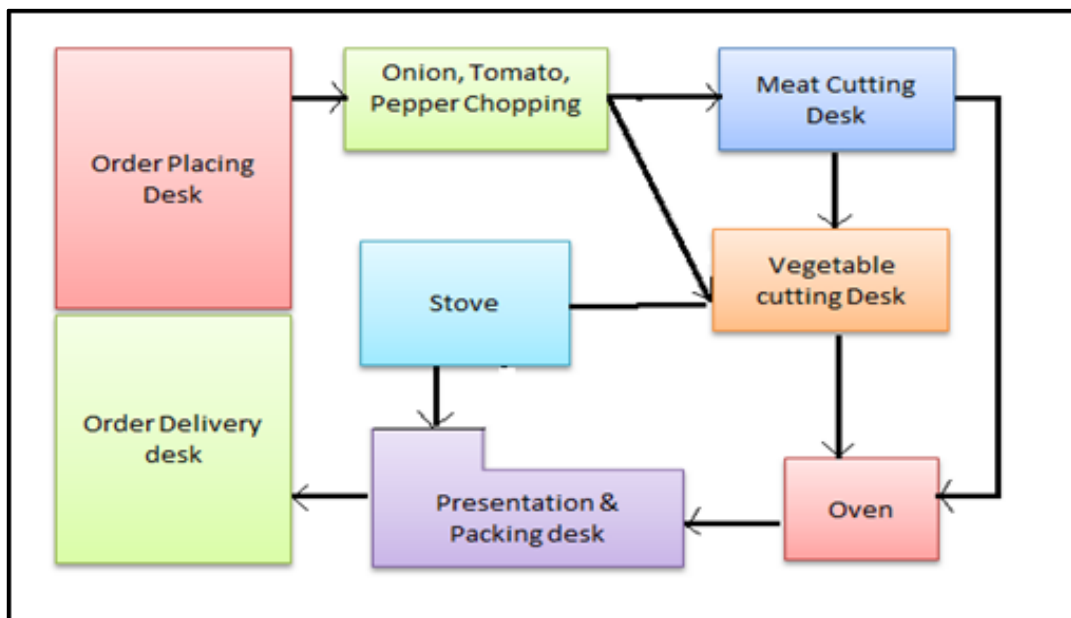 Order Placing
Desk
Onion, Tomato,
Pepper Chopping
Meat Cutting
Desk
Vegetable
cutting Desk
Stove
Order Delivery
desk
Presentation &
Packing desk
Oven